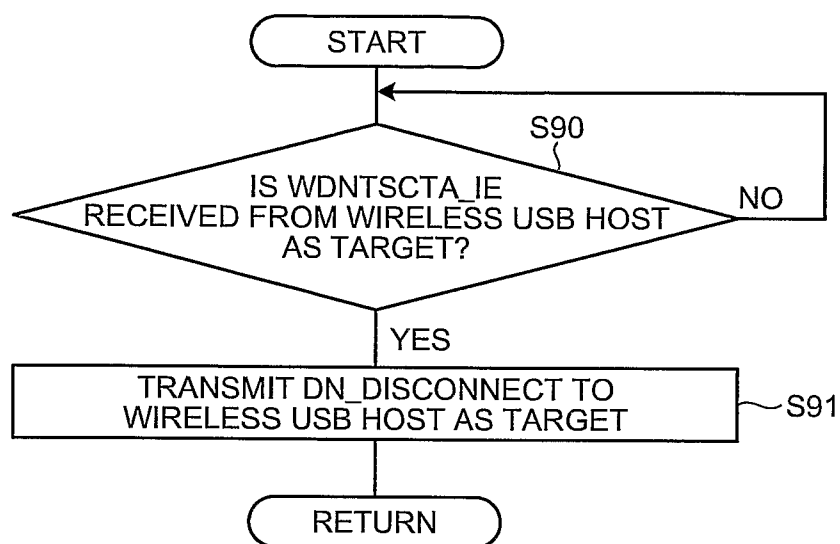 START
S90
IS WDNTSCTA_IE
RECEIVED FROM WIRELESS USB HOST
AS TARGET?
NO
YES
TRANSMIT DN_DISCONNECT TO
WIRELESS USB HOST AS TARGET
S91
RETURN